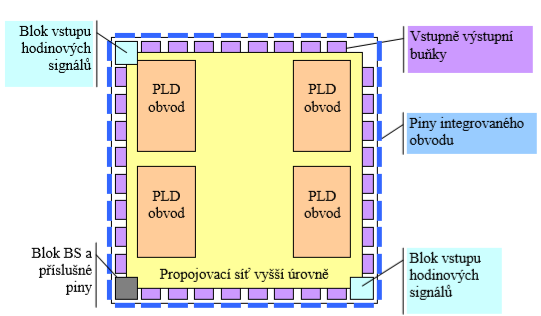 Blok vstupu
hodinových
signálů
Vstupně výstupní
buňky
PLD
obvod
PLD
obvod
Piny integrovaného
obvodu
PLD
obvod
PLD
obvod
Blok BS a
příslušné
piny
Propojovací síť vyšší úrovně
Blok vstupu
hodinových
signálů